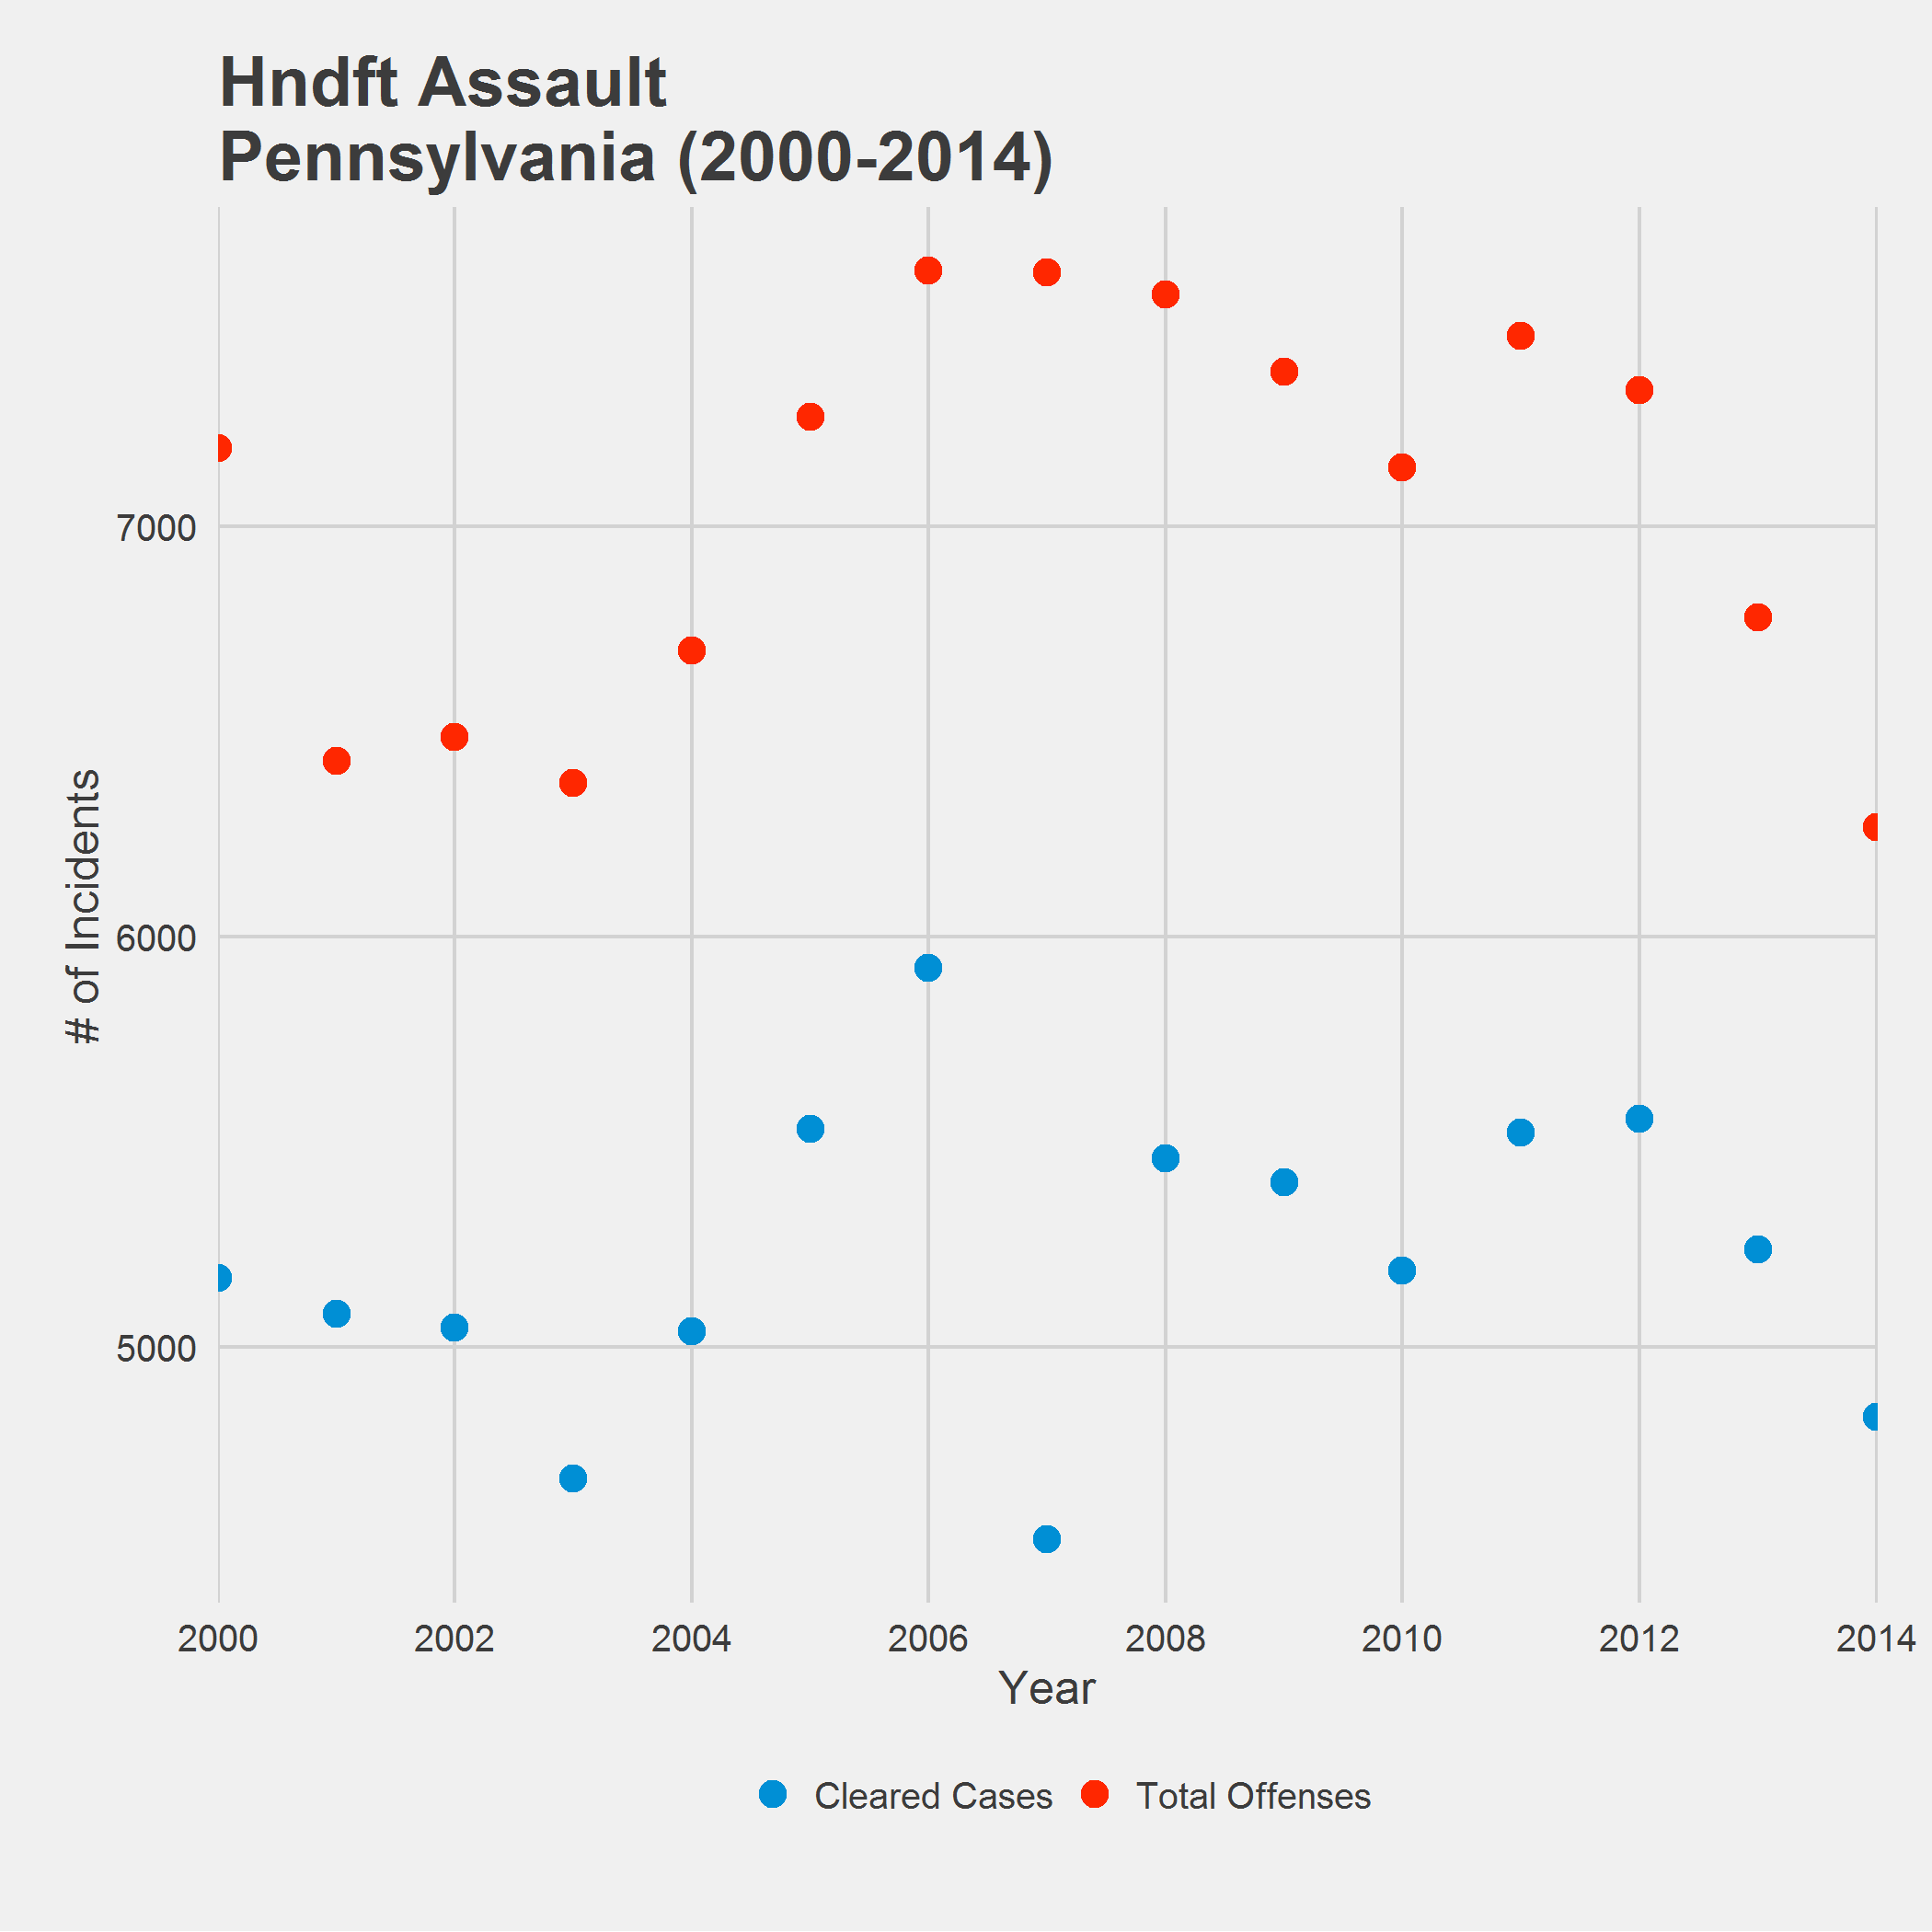 Hndft Assault
Pennsylvania (2000-2014)
# of Incidents
7000
6000
5000
2000 2002 2004 2006 2008 2010 2012 2014
Year
Cleared Cases Total Offenses